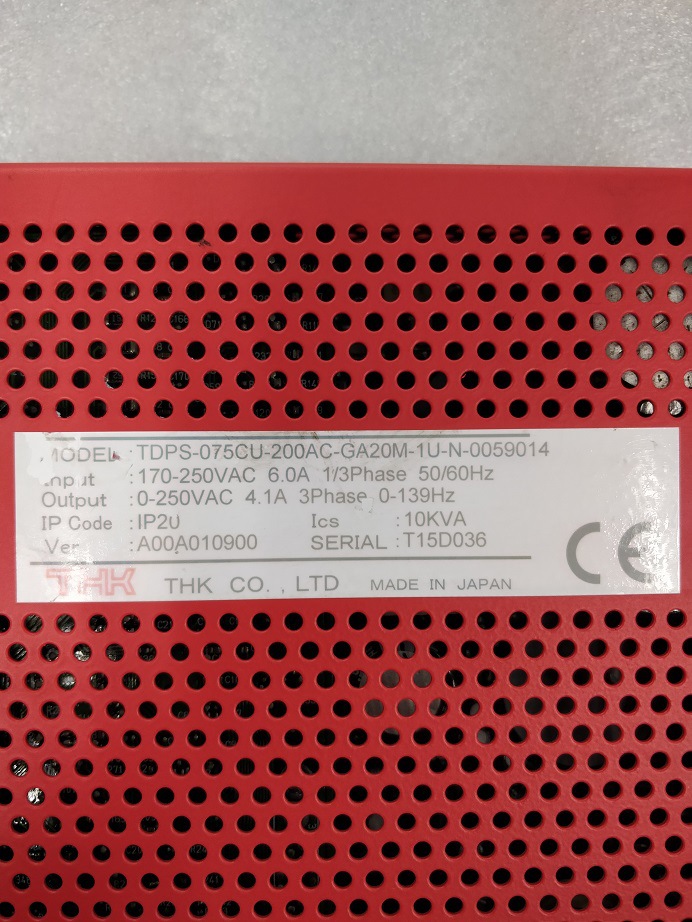 MODEL : TDPS-075CU-200AC-GA20M-1U-N-0059014
Input : 170-250VAC 6.0A 1/3Phase 50/60Hz
Output : 0-250VAC 4.1A 3Phase 0-139Hz
IP Code : IP20 Ics : 10KVA
Ver : A00A010900 SERIAL : T15D036
CE
THK THK CO., LTD MADE IN JAPAN